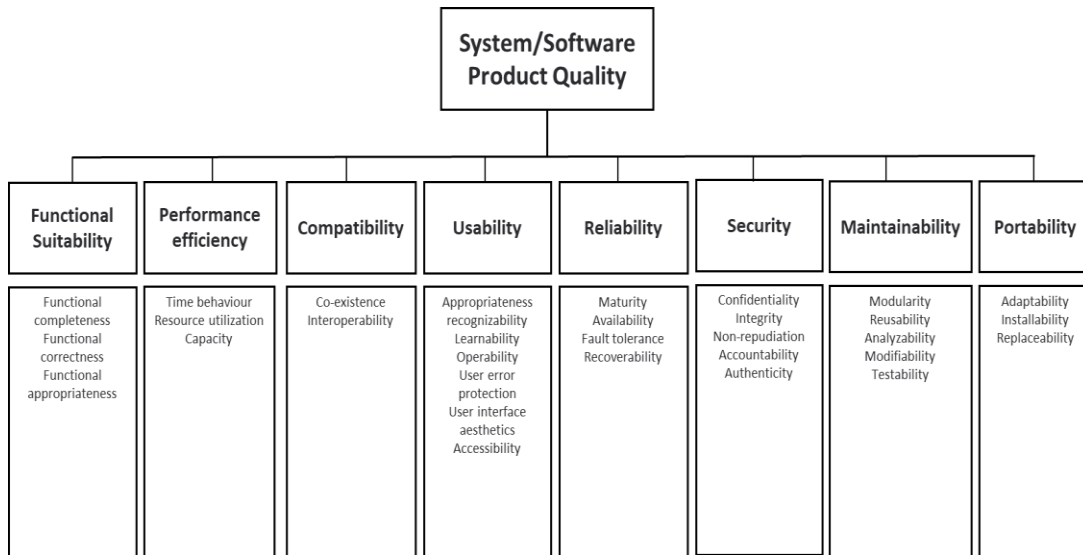 System/Software
Product Quality
Functional
Suitability
Performance
efficiency
Compatibility
Usability
Reliability
Security
Maintainability
Portability
Functional
completeness
Functional
correctness
Functional
appropriateness
Time behaviour
Resource utilization
Capacity
Co-existence
Interoperability
Appropriateness
recognizability
Learnability
Operability
User error
protection
User interface
aesthetics
Accessibility
Maturity
Availability
Fault tolerance
Recoverability
Confidentiality
Integrity
Non-repudiation
Accountability
Authenticity
Modularity
Reusability
Analyzability
Modifiability
Testability
Adaptability
Installability
Replaceability